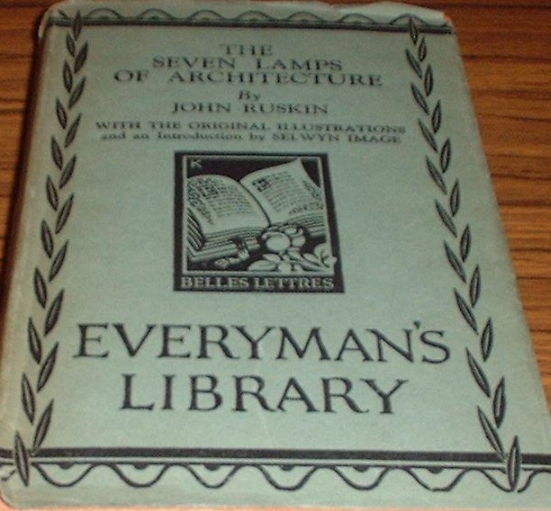 THE
SEVEN LAMPS
OF ARCHITECTURE
By
JOHN RUSKIN
WITH THE ORIGINAL ILLUSTRATIONS
and an Introduction by SELWYN IMAGE
K
BELLES LETTRES
EVERYMAN'S
LIBRARY